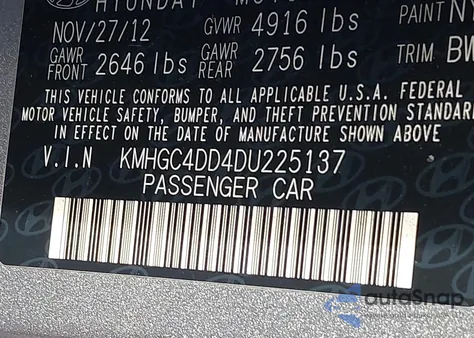 HYUNDAI MOTO
NOV/27/12 GVWR 4916 lbs PAINT
GAWR FRONT 2646 lbs GAWR REAR 2756 lbs TRIM BW
THIS VEHICLE CONFORMS TO ALL APPLICABLE U.S.A. FEDERAL
MOTOR VEHICLE SAFETY, BUMPER, AND THEFT PREVENTION STANDARD
IN EFFECT ON THE DATE OF MANUFACTURE SHOWN ABOVE
V.I.N KMHGC4DD4DU225137
PASSENGER CAR
autoSnap